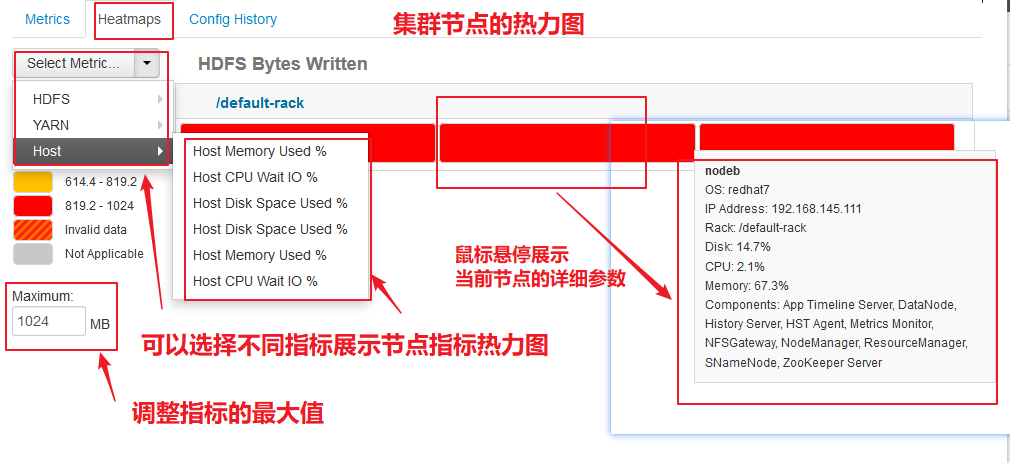 Metrics
Heatmaps
Config History
集群节点的热力图
Select Metric...
HDFS Bytes Written
HDFS
YARN
Host
/default-rack
Host Memory Used %
Host CPU Wait IO %
Host Disk Space Used %
Host Disk Space Used %
Host Memory Used %
Host CPU Wait IO %
614.4 - 819.2
819.2 - 1024
Invalid data
Not Applicable
Maximum:
1024 MB
nodeb
OS: redhat7
IP Address: 192.168.145.111
Rack: /default-rack
Disk: 14.7%
CPU: 2.1%
Memory: 67.3%
Components: App Timeline Server, DataNode,
History Server, HST Agent, Metrics Monitor,
NFSGateway, NodeManager, ResourceManager,
SNameNode, ZooKeeper Server
鼠标悬停展示
当前节点的详细参数
可以选择不同指标展示节点指标热力图
调整指标的最大值